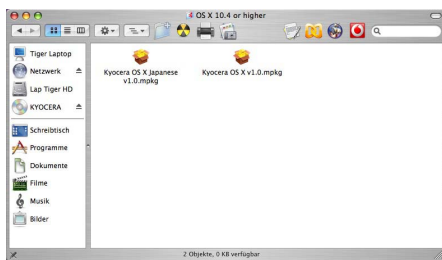 OS X 10.4 or higher
Tiger Laptop
Netzwerk
Lap Tiger HD
KYOCERA
Schreibtisch
Programme
Dokumente
Filme
Musik
Bilder
Kyocera OS X Japanese
v1.0.mpkg
Kyocera OS X v1.0.mpkg
2 Objekte, 0 KB verfügbar